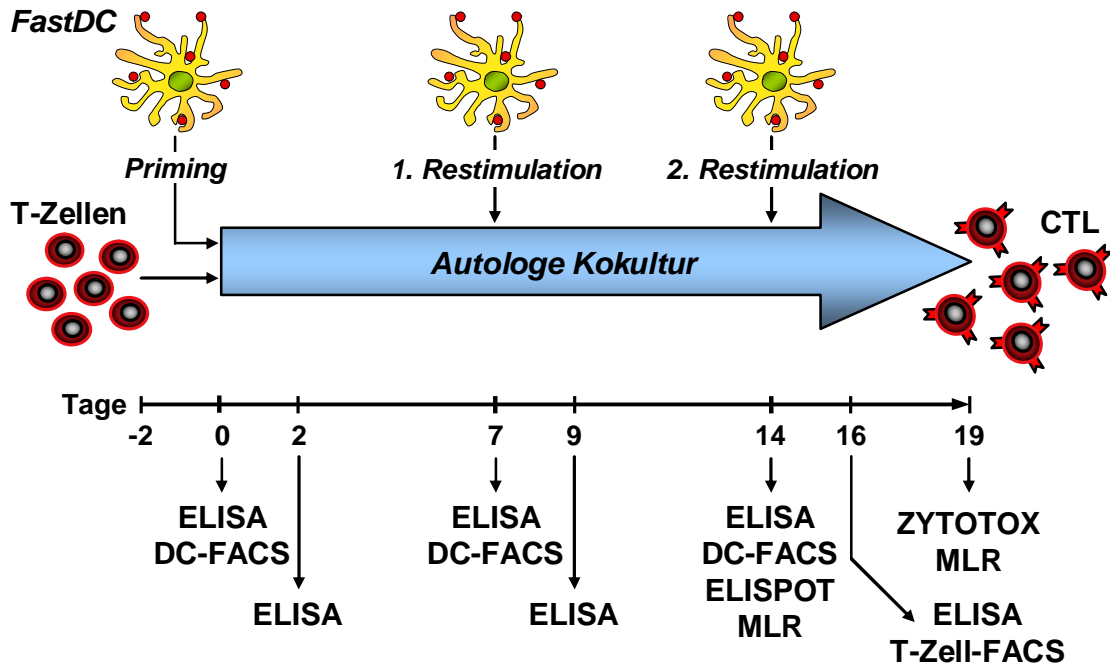 FastDC
Priming
1. Restimulation
2. Restimulation
T-Zellen
CTL
Autologe Kokultur
Tage
-2
0
2
7
9
14
16
19
ELISA
DC-FACS
ELISA
ELISA
DC-FACS
ELISA
ELISA
DC-FACS
ELISPOT
MLR
ZYTOTOX
MLR
ELISA
T-Zell-FACS